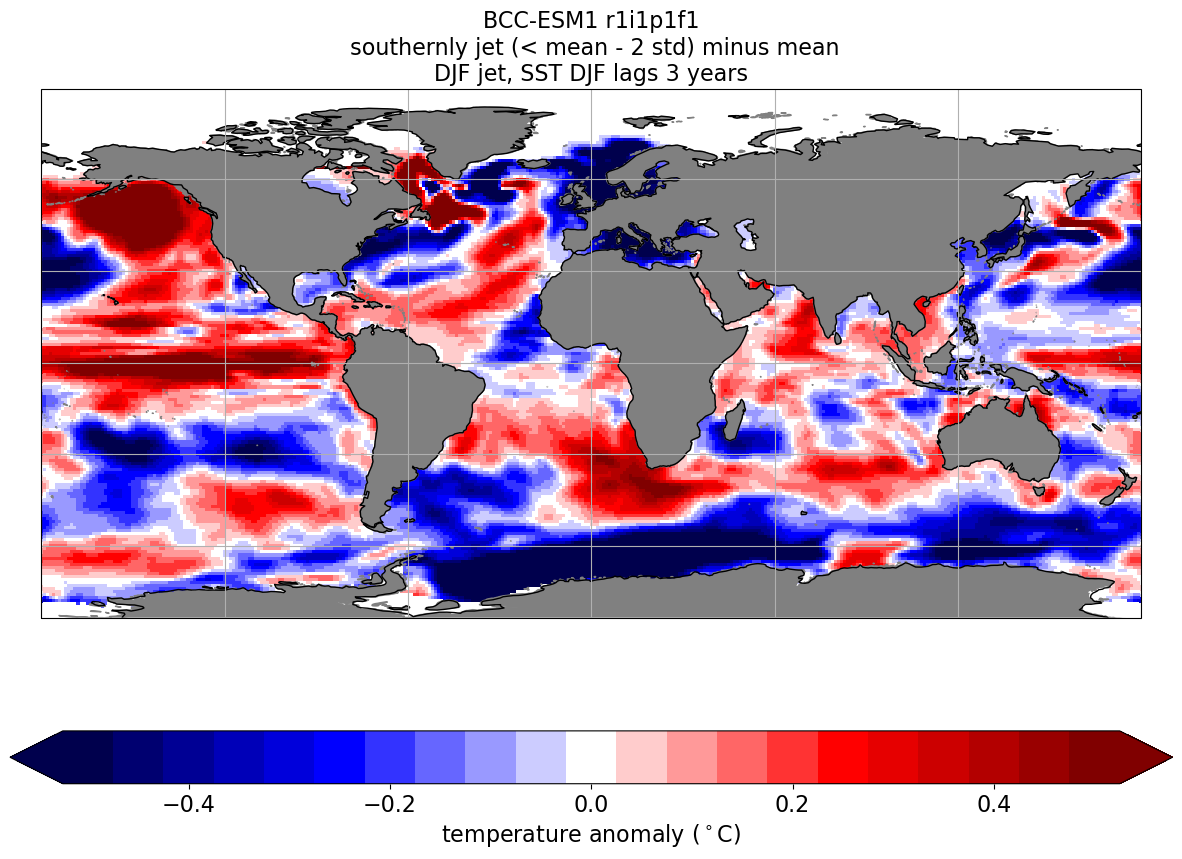 BCC-ESM1 r1i1p1f1
southernly jet (< mean - 2 std) minus mean
DJF jet, SST DJF lags 3 years
−0.4 −0.2 0.0 0.2 0.4
temperature anomaly (°C)